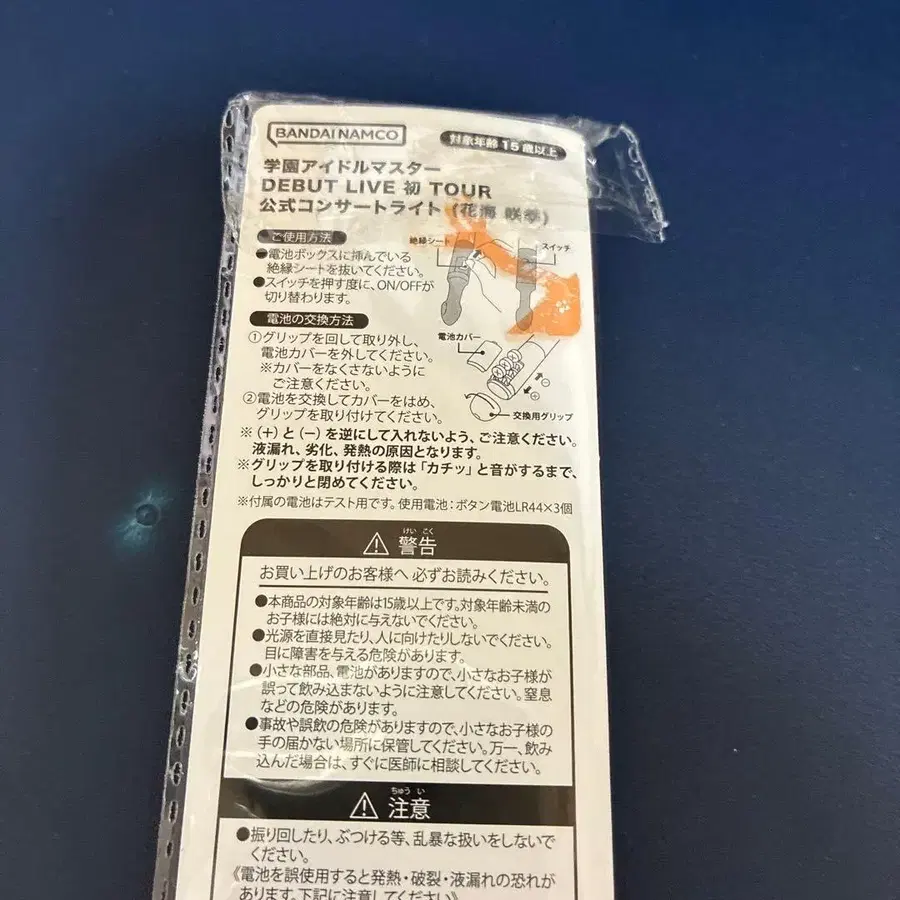 BANDAI NAMCO
対象年齢 15歳以上
学園アイドルマスター
DEBUT LIVE 初 TOUR
公式コンサートライト (花海 咲季)
ご使用方法
●電池ボックスに挿んでいる
絶縁シートを抜いてください。
●スイッチを押す度に、ON/OFFが
切り替わります。
絶縁シート
スイッチ
電池の交換方法
①グリップを回して取り外し、
電池カバーを外してください。
※カバーをなくさないように
ご注意ください。
②電池を交換してカバーをはめ、
グリップを取り付けてください。
電池カバー
交換用グリップ
※(+)と(−)を逆にして入れないよう、ご注意ください。
液漏れ、劣化、発熱の原因となります。
※グリップを取り付ける際は「カチッ」と音がするまで、
しっかりと閉めてください。
※付属の電池はテスト用です。使用電池：ボタン電池LR44×3個
けいこく
警告
お買い上げのお客様へ 必ずお読みください。
●本商品の対象年齢は15歳以上です。対象年齢未満の
お子様には絶対に与えないでください。
●光源を直接見たり、人に向けたりしないでください。
目に障害を与える危険があります。
●小さな部品、電池がありますので、小さなお子様が
誤って飲み込まないように注意してください。窒息
などの危険があります。
●事故や誤飲の危険がありますので、小さなお子様の
手の届かない場所に保管してください。万一、飲み
込んだ場合は、すぐに医師に相談してください。
ちゅうい
注意
●振り回したり、ぶつける等、乱暴な扱いをしないで
ください。
《電池を誤使用すると発熱・破裂・液漏れの恐れが
あります。下記に注意してください》